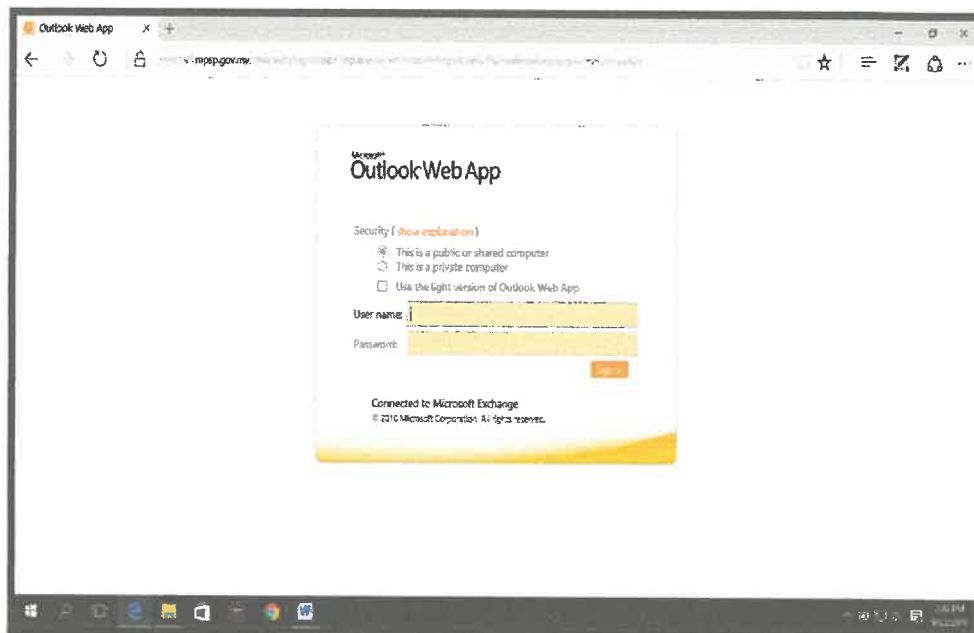 Outlook Web App
mpsp.gov.my
Microsoft®
Outlook Web App
Security ( show explanation )
This is a public or shared computer
This is a private computer
Use the light version of Outlook Web App
User name:
Password:
Connected to Microsoft Exchange
© 2010 Microsoft Corporation. All rights reserved.